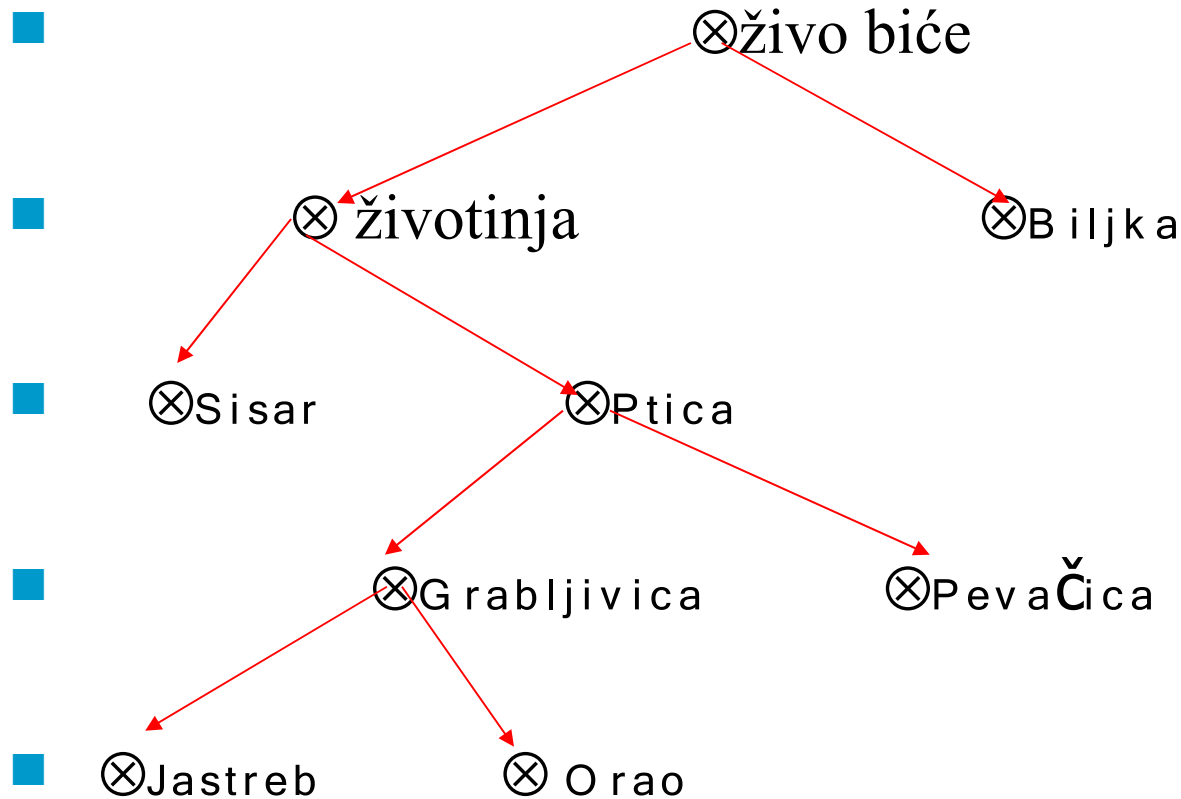 živo biće
životinja Biljka
Sisar Ptica
Grabljivica PevaČica
Jastreb Orao